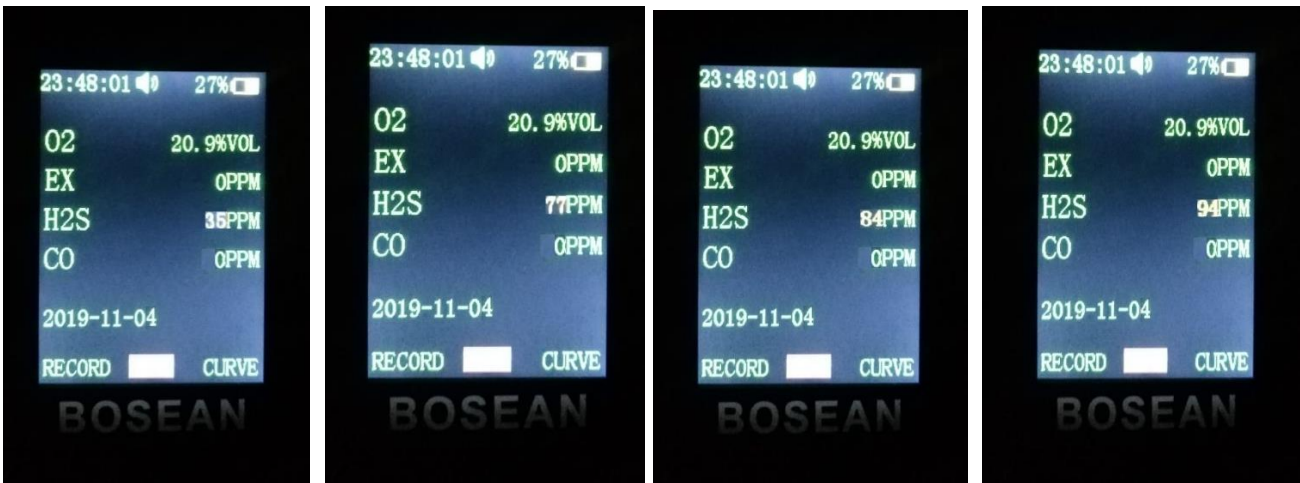 23:48:01 27%
O2 20.9%VOL
EX 0PPM
H2S 35PPM
CO 0PPM
2019-11-04
RECORD CURVE
BOSEAN
23:48:01 27%
O2 20.9%VOL
EX 0PPM
H2S 77PPM
CO 0PPM
2019-11-04
RECORD CURVE
BOSEAN
23:48:01 27%
O2 20.9%VOL
EX 0PPM
H2S 84PPM
CO 0PPM
2019-11-04
RECORD CURVE
BOSEAN
23:48:01 27%
O2 20.9%VOL
EX 0PPM
H2S 94PPM
CO 0PPM
2019-11-04
RECORD CURVE
BOSEAN